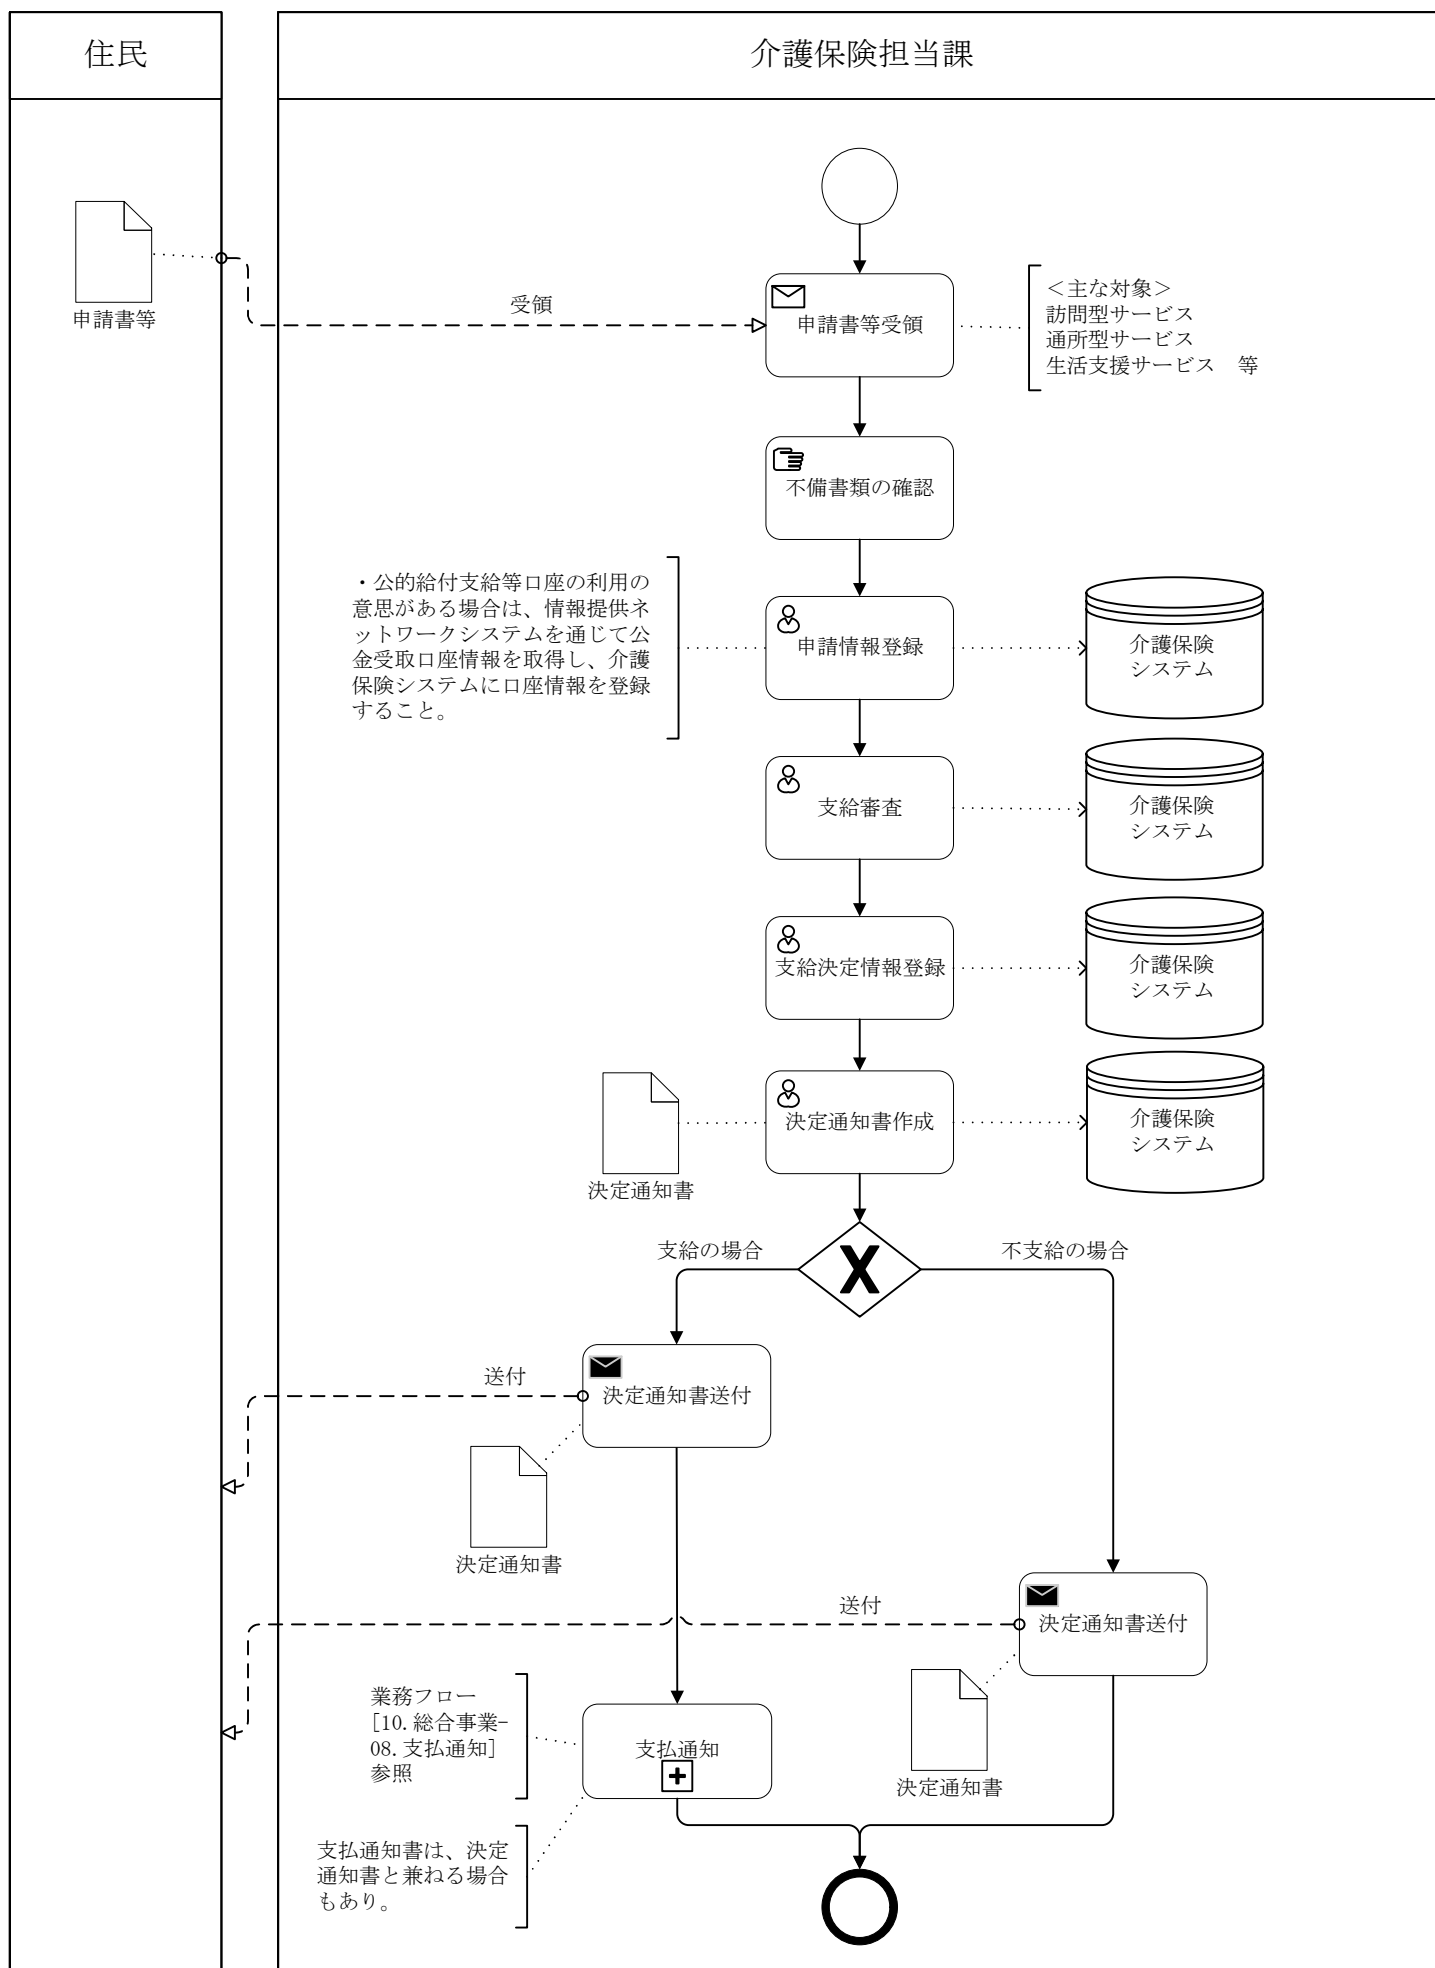 住民
介護保険担当課
申請書等
受領
申請書等受領
＜主な対象＞
訪問型サービス
通所型サービス
生活支援サービス　等
不備書類の確認
・公的給付支給等口座の利用の
意思がある場合は、情報提供ネ
ットワークシステムを通じて公
金受取口座情報を取得し、介護
保険システムに口座情報を登録
すること。
申請情報登録
介護保険
システム
支給審査
介護保険
システム
支給決定情報登録
介護保険
システム
決定通知書
決定通知書作成
介護保険
システム
支給の場合
不支給の場合
送付
決定通知書送付
決定通知書
送付
決定通知書送付
決定通知書
業務フロー
[10.総合事業-
08.支払通知]
参照
支払通知
支払通知書は、決定
通知書と兼ねる場合
もあり。